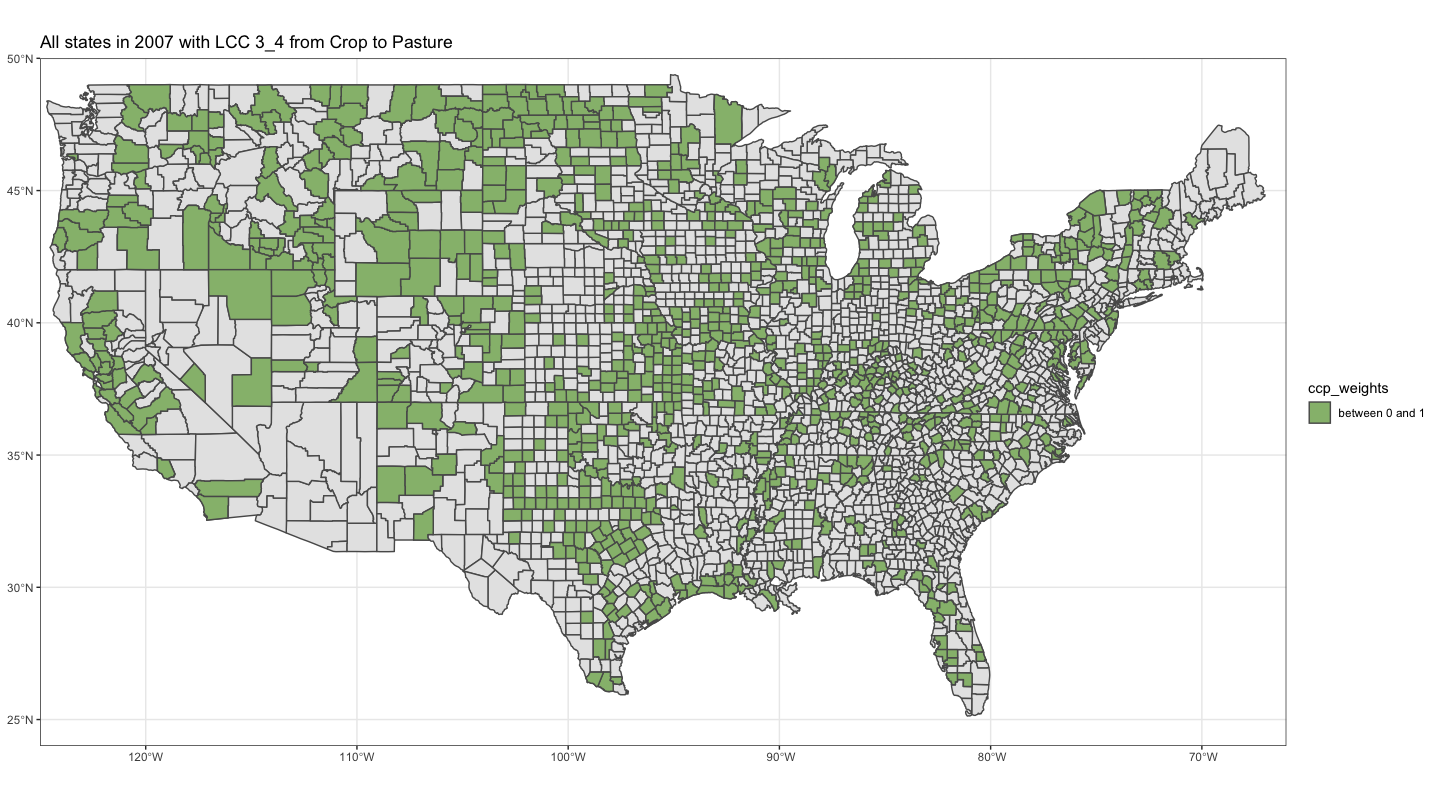 All states in 2007 with LCC 3_4 from Crop to Pasture
50°N
45°N
40°N
35°N
30°N
25°N
120°W
110°W
100°W
90°W
80°W
70°W
ccp_weights
between 0 and 1